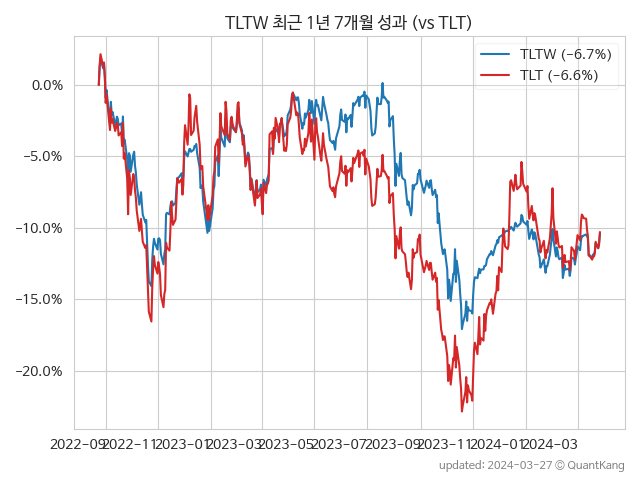 TLTW 최근 1년 7개월 성과 (vs TLT)
TLTW (−6.7%)
TLT (−6.6%)
0.0%
−5.0%
−10.0%
−15.0%
−20.0%
2022-09 2022-11 2023-01 2023-03 2023-05 2023-07 2023-09 2023-11 2024-01 2024-03
updated: 2024-03-27 © QuantKang